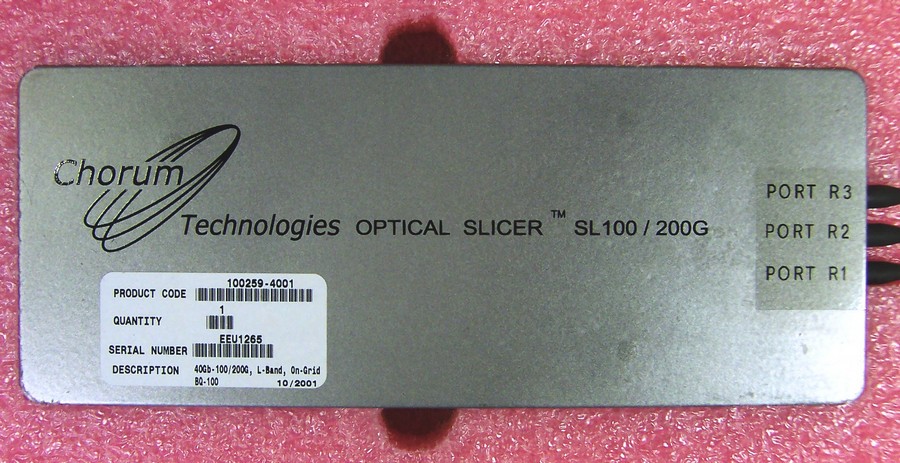 Chorum
Technologies OPTICAL SLICER™ SL100 / 200G
PORT R3
PORT R2
PORT R1
PRODUCT CODE 100259-4001
QUANTITY 1
SERIAL NUMBER EEU1265
DESCRIPTION 40Gb-100/200G, L-Band, On-Grid
BQ-100 10/2001